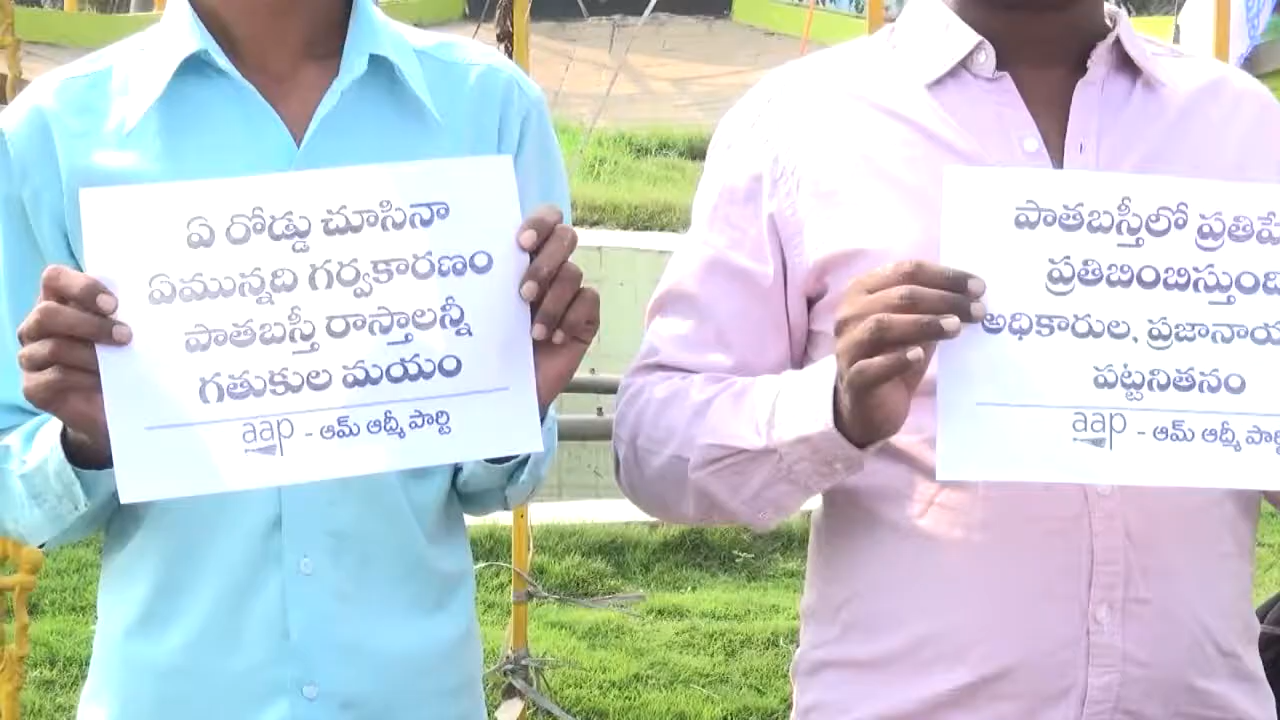 ఏ రోడ్డు చూసినా
ఏమున్నది గర్వకారణం
పాతబస్తీ రాస్తాలన్నీ
గతుకుల మయం
aap - ఆమ్ ఆద్మీ పార్టి
పాతబస్తీలో
ప్రతిబింబిస్తుంది
అధికారుల,
పట్టనితనం
aap - ఆమ్ ఆద్మీ